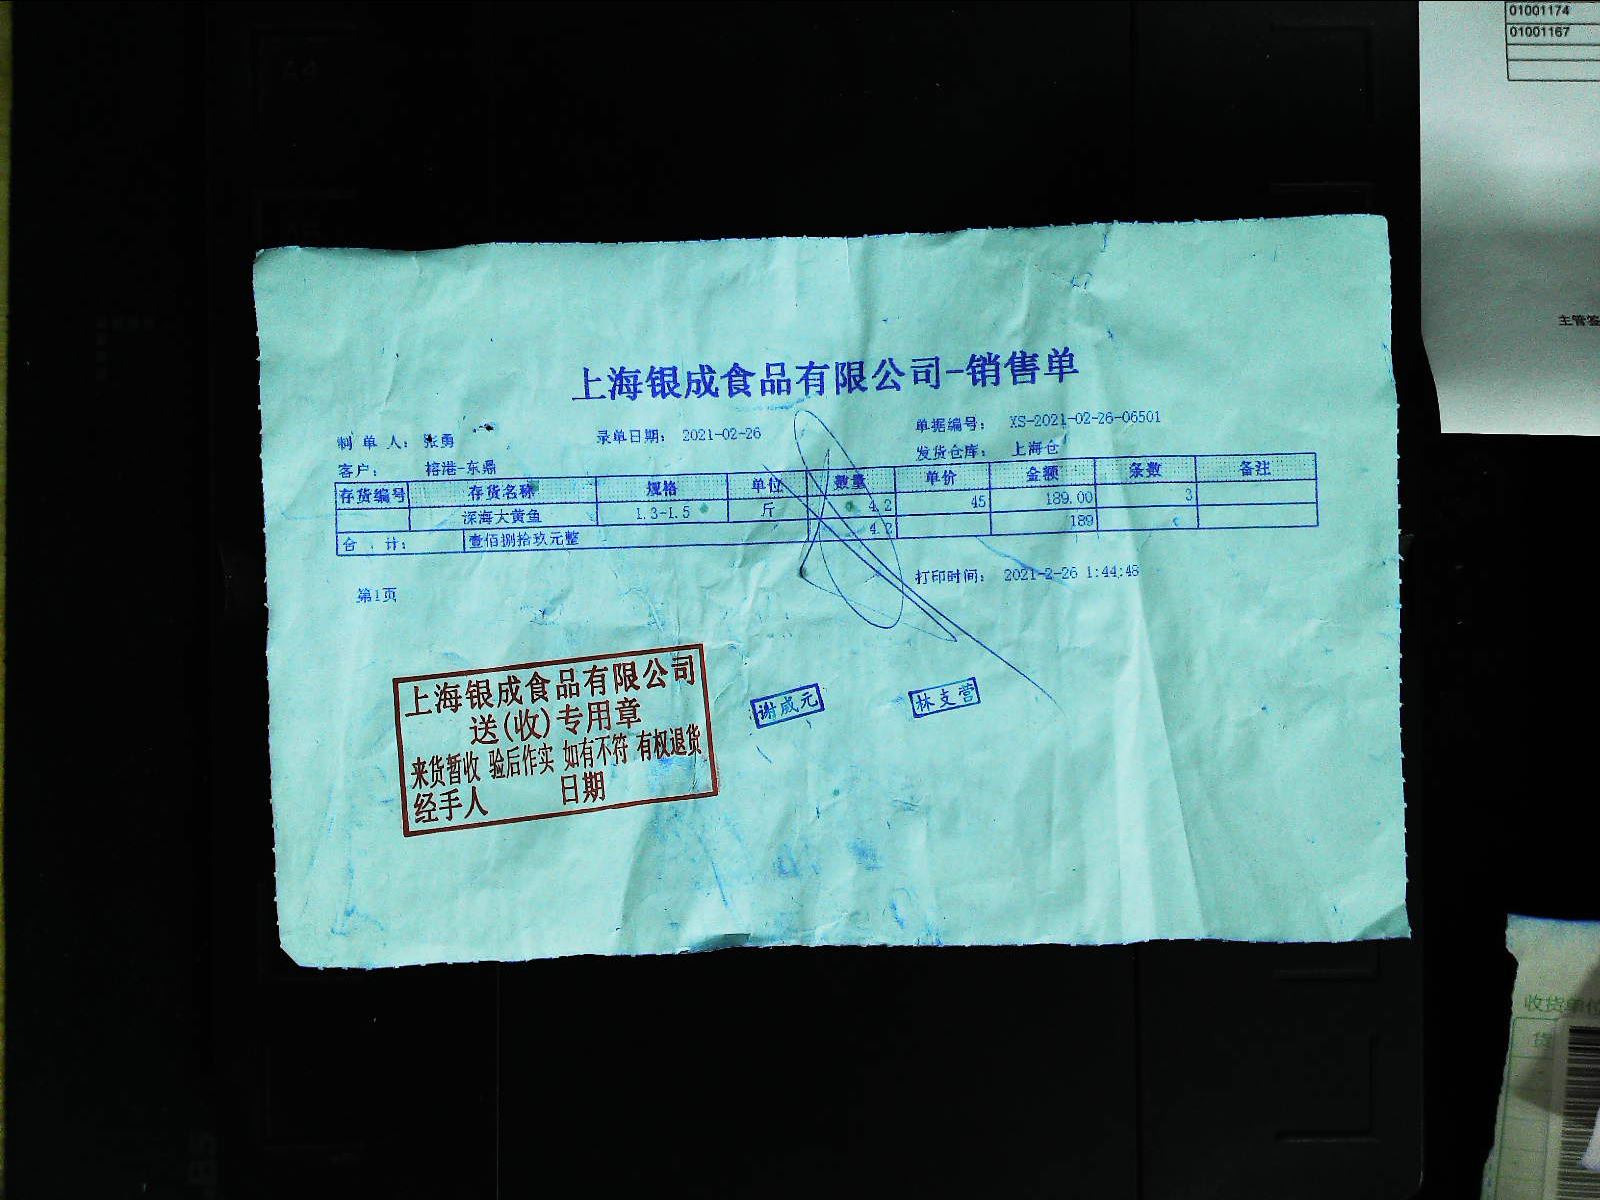 01001174
01001167
主管签
上海银成食品有限公司-销售单
制 单 人: 张勇 录单日期: 2021-02-26 单据编号: XS-2021-02-26-06501
客户: 榕港-东鼎 发货仓库: 上海仓
存货编号 存货名称 规格 单位 数量 单价 金额 条数 备注
深海大黄鱼 1.3-1.5 斤 4.2 45 189.00 3
合 计: 壹佰捌拾玖元整 4.2 189
第1页 打印时间: 2021-2-26 1:44:48
上海银成食品有限公司
送(收)专用章
来货暂收 验后作实 如有不符 有权退货
经手人 日期
谢咸元 林支营
收货单位